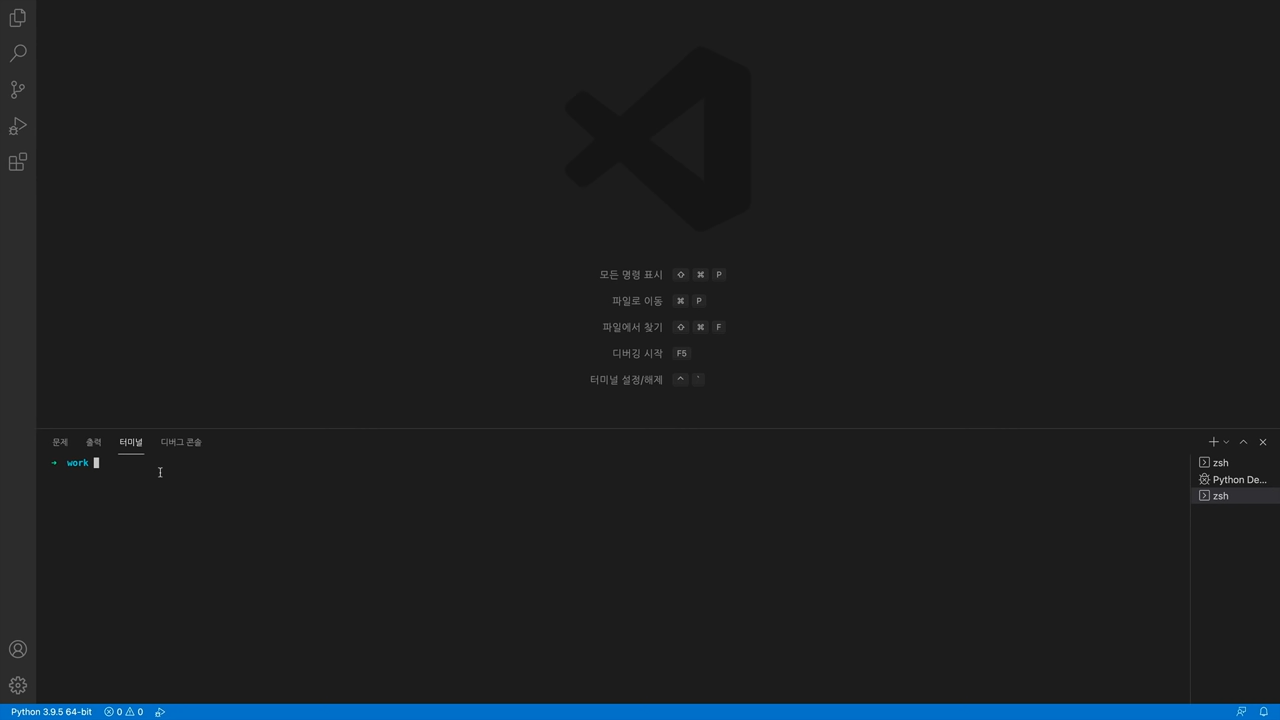 모든 명령 표시 ⇧ ⌘ P
파일로 이동 ⌘ P
파일에서 찾기 ⇧ ⌘ F
디버깅 시작 F5
터미널 설정/해제 ^ `
문제 출력 터미널 디버그 콘솔
➜ work
zsh
Python De...
zsh
Python 3.9.5 64-bit 0 0